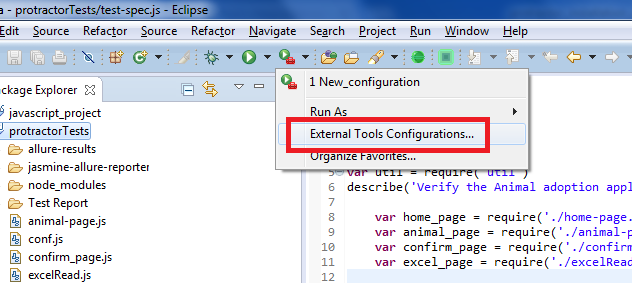 a - protractorTests/test-spec.js - Eclipse
Edit Source Refactor Source Refactor Navigate Search Project Run Window Help
1 New_configuration
Run As
External Tools Configurations...
Organize Favorites...
Package Explorer
javascript_project
protractorTests
allure-results
jasmine-allure-reporter
node_modules
Test Report
animal-page.js
conf.js
confirm_page.js
excelRead.js
5 var util = require('util')
6 describe('Verify the Animal adoption appl
7
8 var home_page = require('./home-page.
9 var animal_page = require('./animal-p
10 var confirm_page = require('./confirm
11 var excel_page = require('./excelRead
12